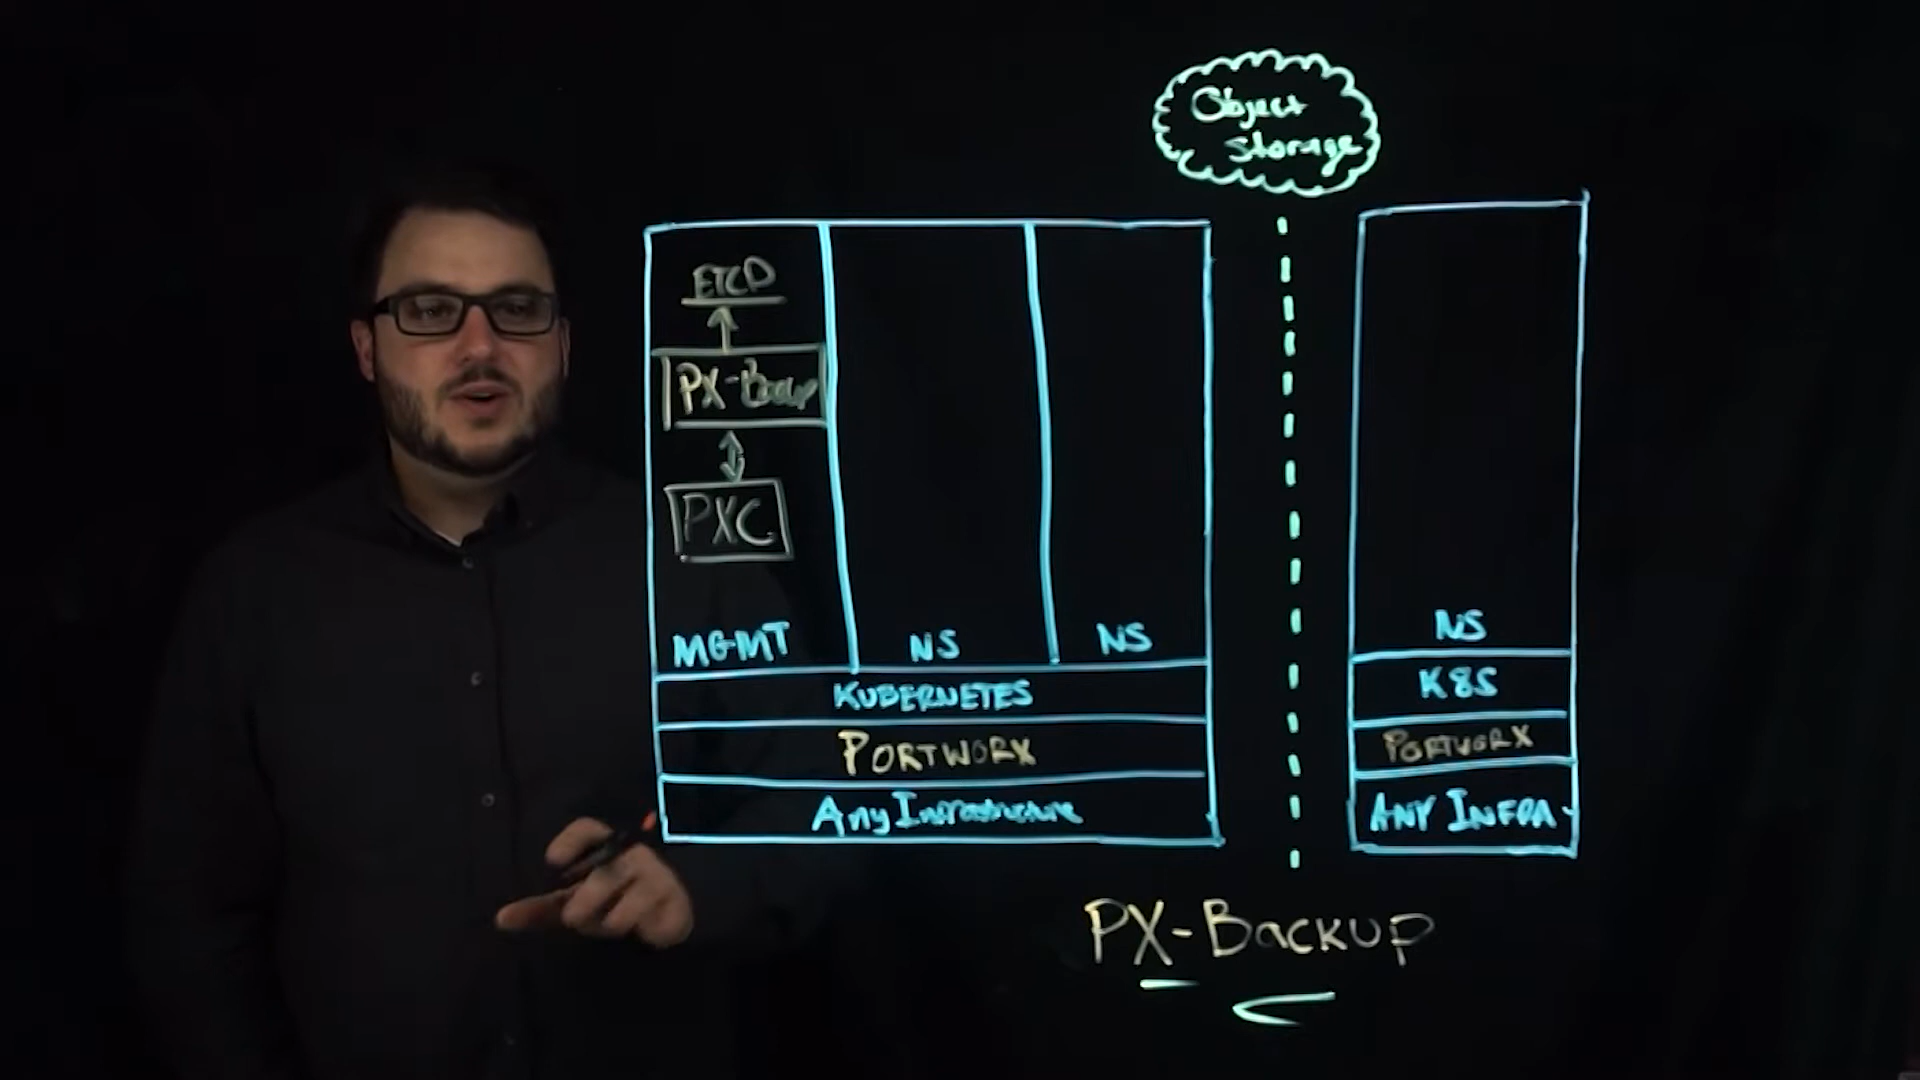 Object
Storage
ETCD
PX-Backup
PXC
MGMT
NS
NS
KUBERNETES
PORTWORX
Any Infrastructure
NS
K8S
PORTWORX
ANY INFRA
PX-BACKUP